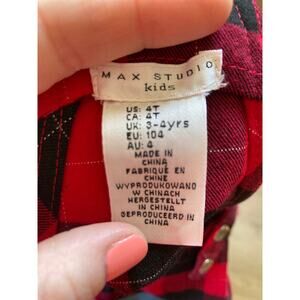 MAX STUDIO
kids
US: 4T
CA: 4T
UK: 3-4yrs
EU: 104
AU: 4
MADE IN
CHINA
FABRIQUÉ EN
CHINE
WYPRODUKOWANO
W CHINACH
HERGESTELLT
IN CHINA
GEPRODUCEERD IN
CHINA